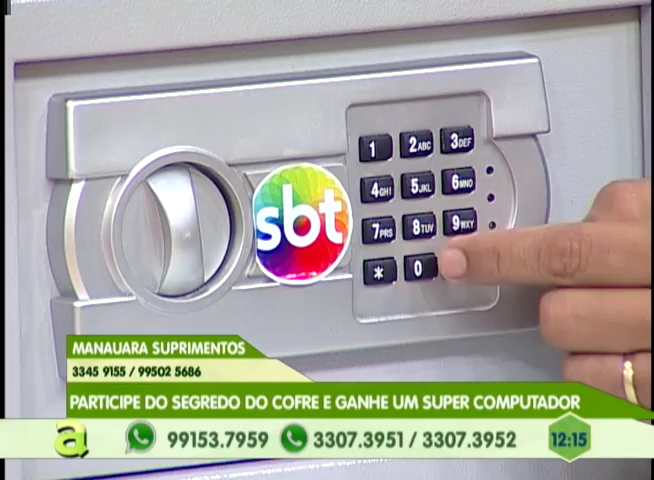 1 2ABC 3DEF
4GHI 5JKL 6MNO
sbt
7PRS 8TUV 9WXY
* 0
MANAUARA SUPRIMENTOS
3345 9155 / 99502 5686
PARTICIPE DO SEGREDO DO COFRE E GANHE UM SUPER COMPUTADOR
a 99153.7959 3307.3951 / 3307.3952 12:15